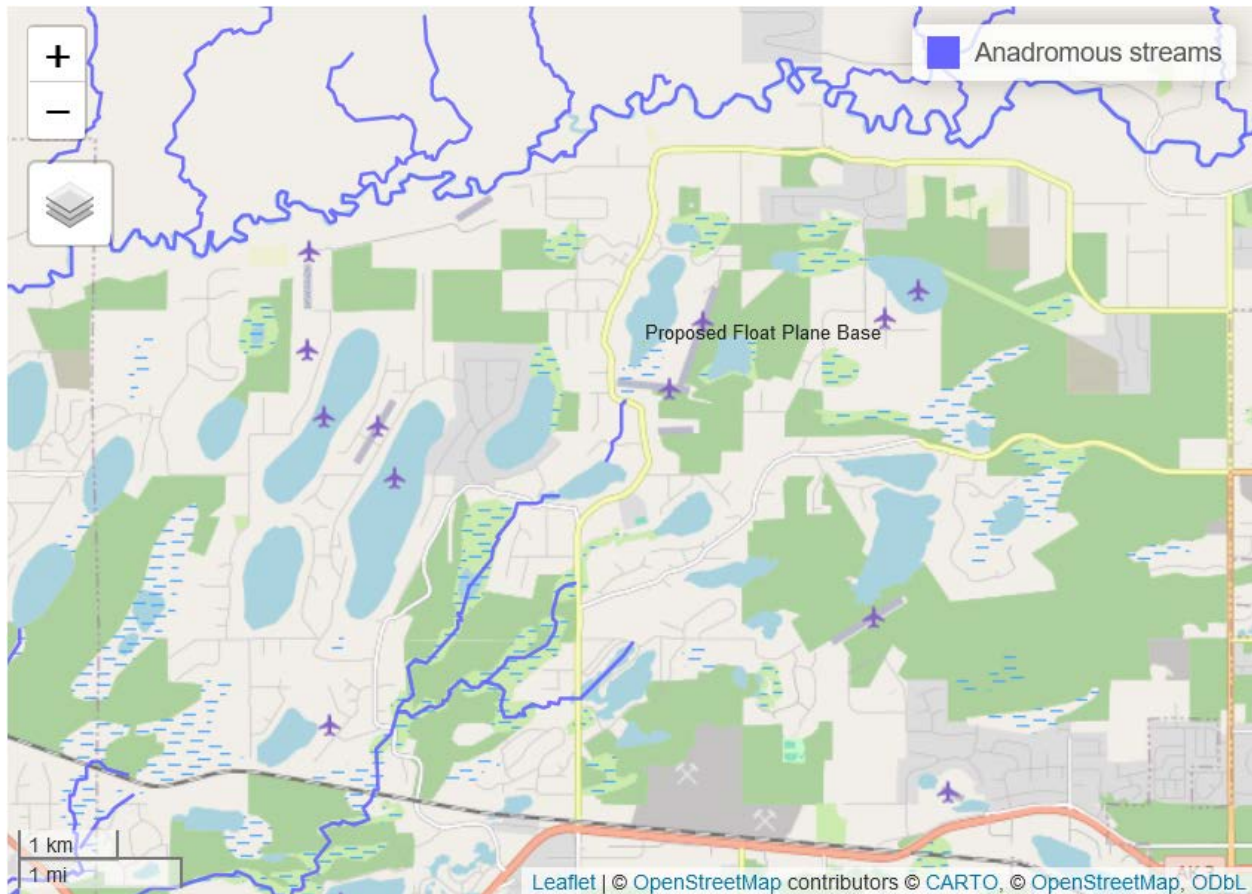 +
−
Anadromous streams
Proposed Float Plane Base
1 km
1 mi
Leaflet | © OpenStreetMap contributors © CARTO, © OpenStreetMap, ODbL